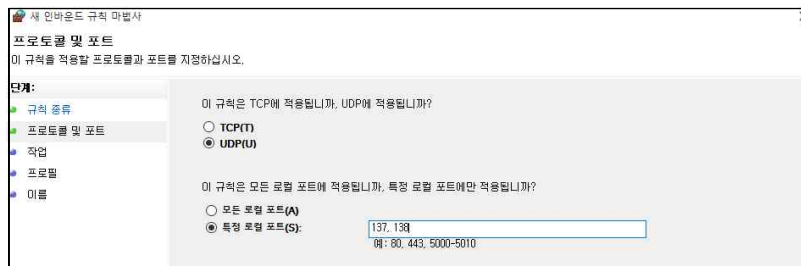 새 인바운드 규칙 마법사
프로토콜 및 포트
이 규칙을 적용할 프로토콜과 포트를 지정하십시오.
단계:
규칙 종류
프로토콜 및 포트
작업
프로필
이름
이 규칙은 TCP에 적용됩니까, UDP에 적용됩니까?
TCP(T)
UDP(U)
이 규칙은 모든 로컬 포트에 적용됩니까, 특정 로컬 포트에만 적용됩니까?
모든 로컬 포트(A)
특정 로컬 포트(S):
137, 138
예: 80, 443, 5000-5010